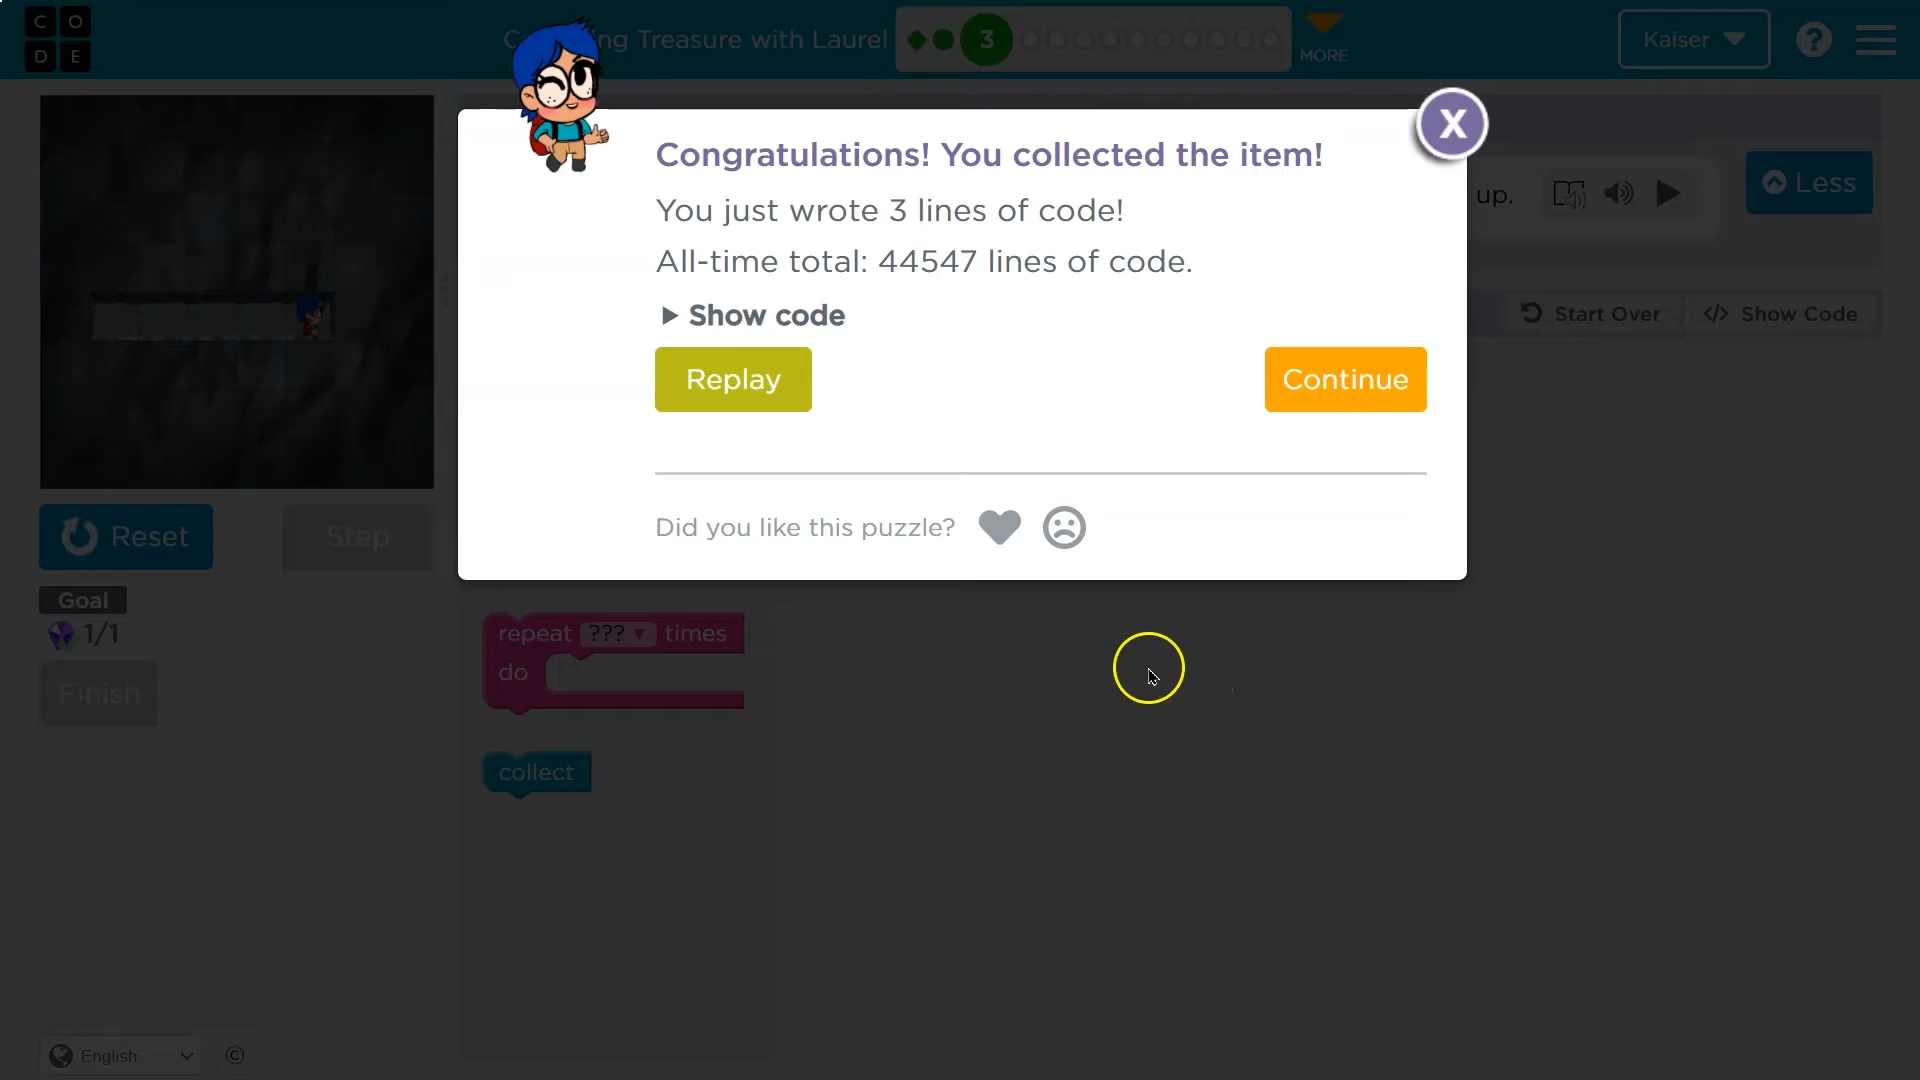 C O
D E
C ng Treasure with Laurel
3
MORE
Kaiser
?
X
Congratulations! You collected the item!
You just wrote 3 lines of code!
All-time total: 44547 lines of code.
Show code
Replay
Continue
Did you like this puzzle?
up.
Less
Start Over
</> Show Code
Reset
Step
Goal
1/1
Finish
repeat ??? times
do
collect
English
©